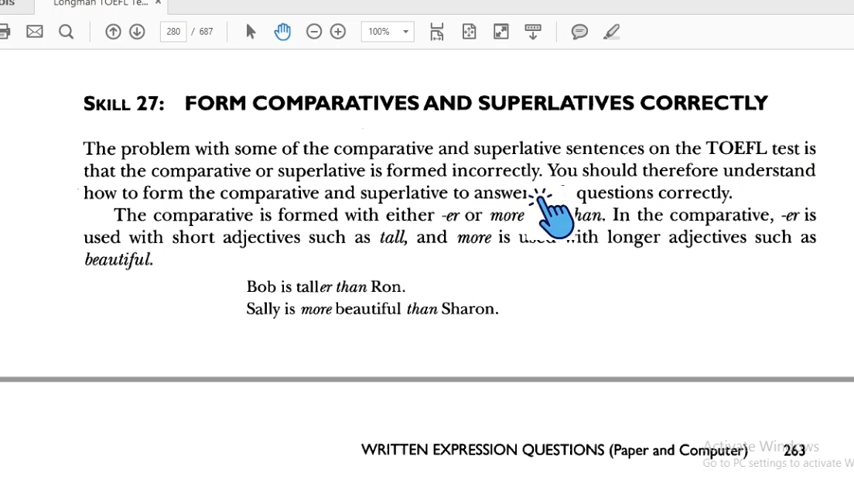 ols
Longman TOEFL Te... ×
280 / 687
100%
SKILL 27: FORM COMPARATIVES AND SUPERLATIVES CORRECTLY
The problem with some of the comparative and superlative sentences on the TOEFL test is
that the comparative or superlative is formed incorrectly. You should therefore understand
how to form the comparative and superlative to answer questions correctly.
The comparative is formed with either -er or more han. In the comparative, -er is
used with short adjectives such as tall, and more is used with longer adjectives such as
beautiful.
Bob is taller than Ron.
Sally is more beautiful than Sharon.
WRITTEN EXPRESSION QUESTIONS (Paper and Computer) 263
Activate Windows
Go to PC settings to activate W